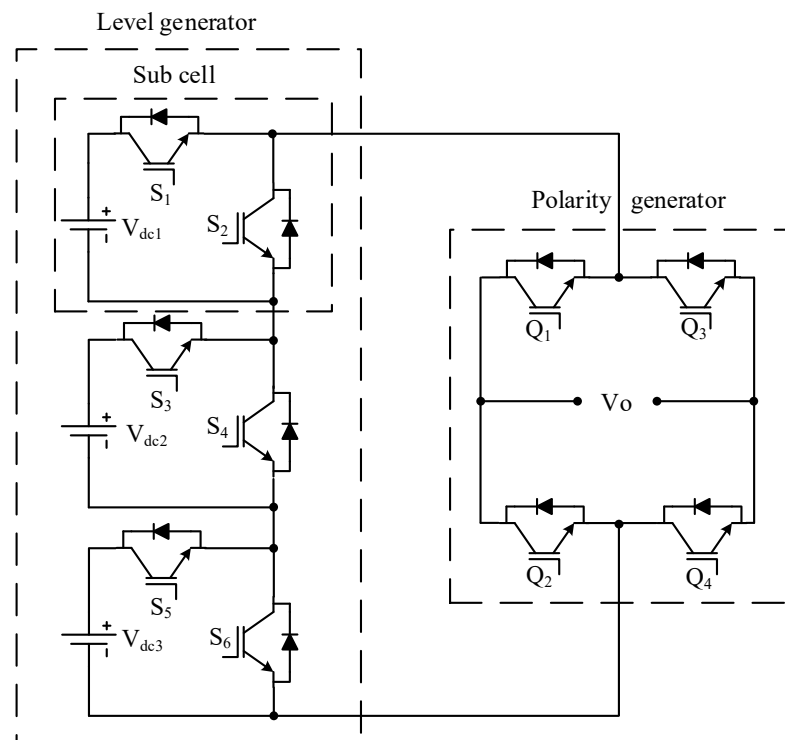 Level generator
Sub cell
S1
Vdc1
S2
Polarity generator
Q1
Q3
S3
Vdc2
S4
Vo
S5
Vdc3
S6
Q2
Q4